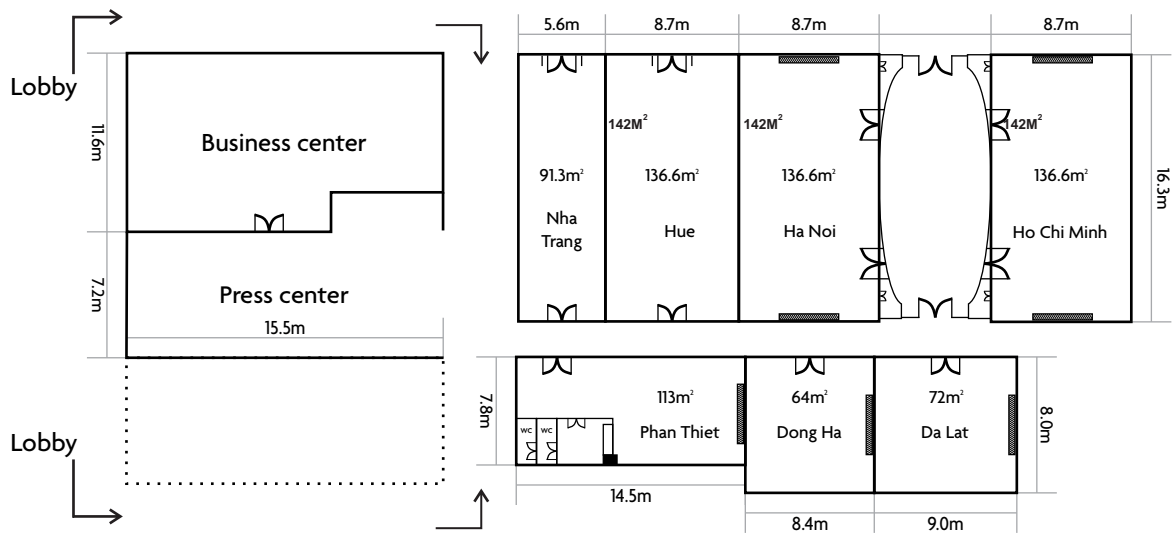 Lobby
11.6m
Business center
7.2m
Press center
15.5m
Lobby
5.6m
8.7m
8.7m
8.7m
142M²
142M²
142M²
91.3m²
136.6m²
136.6m²
136.6m²
16.3m
Nha
Trang
Hue
Ha Noi
Ho Chi Minh
7.8m
113m²
64m²
72m²
WC
WC
Phan Thiet
Dong Ha
Da Lat
8.0m
14.5m
8.4m
9.0m